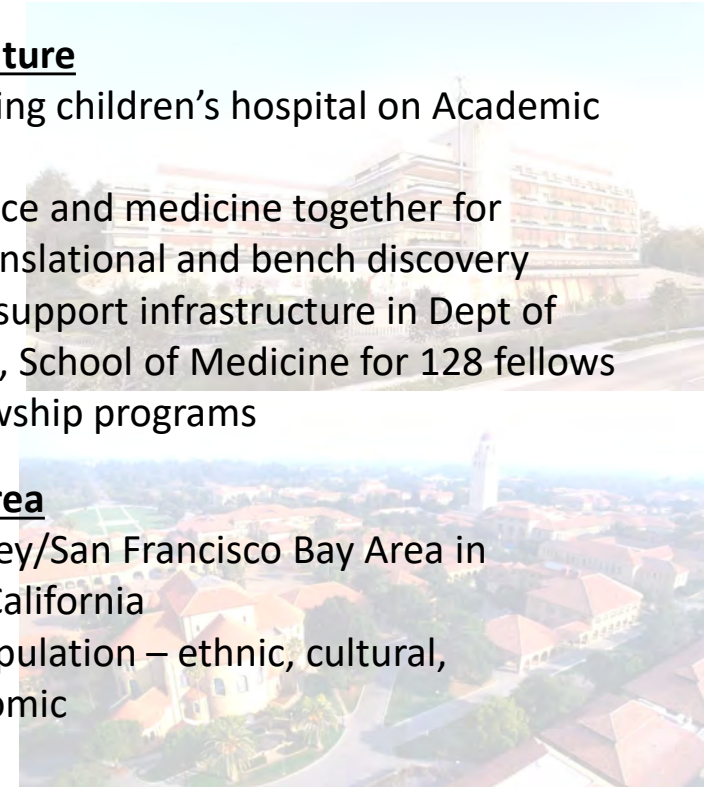 ture
ing children’s hospital on Academic
ce and medicine together for
nslational and bench discovery
support infrastructure in Dept of
, School of Medicine for 128 fellows
wship programs
rea
ey/San Francisco Bay Area in
California
pulation – ethnic, cultural,
omic